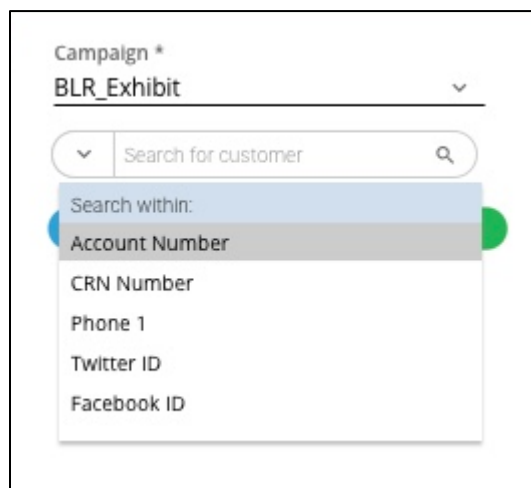 Campaign *
BLR_Exhibit
Search for customer
Search within:
Account Number
CRN Number
Phone 1
Twitter ID
Facebook ID